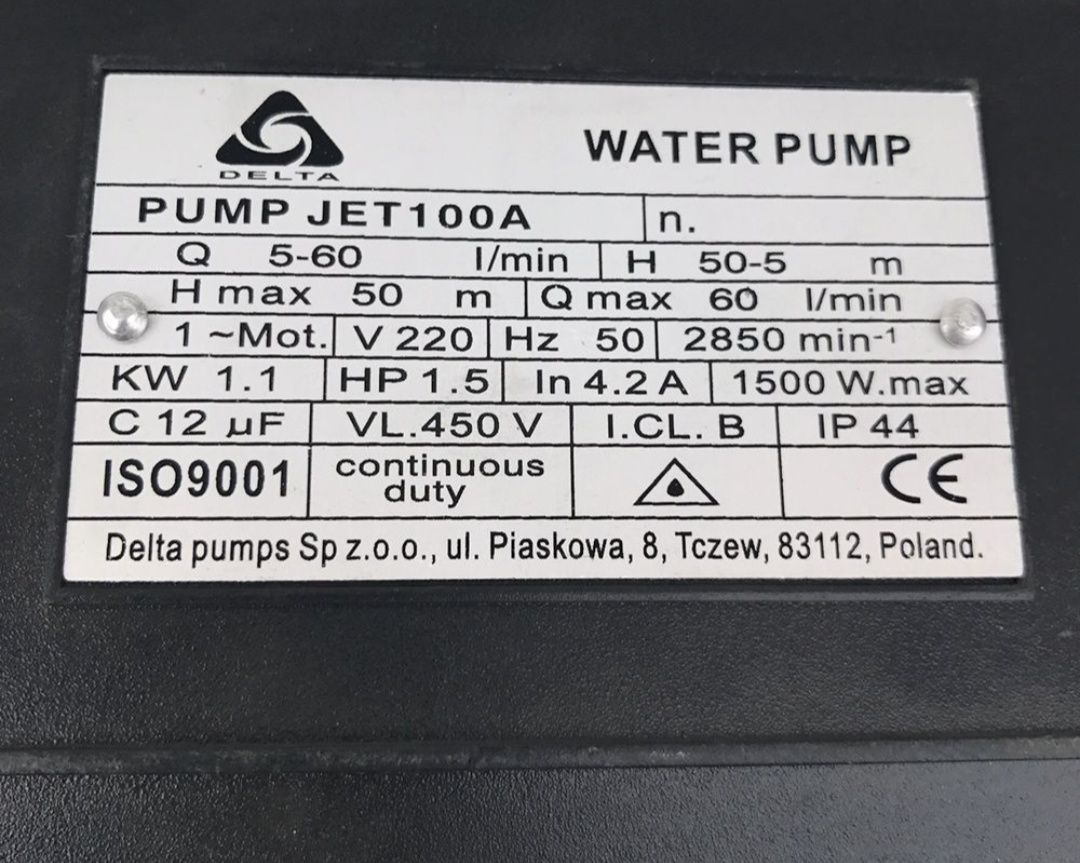 DELTA
WATER PUMP
PUMP JET100A n.
Q 5-60 l/min H 50-5 m
H max 50 m Q max 60 l/min
1 ~Mot. V 220 Hz 50 2850 min-¹
KW 1.1 HP 1.5 In 4.2 A 1500 W.max
C 12 µF VL.450 V I.CL. B IP 44
ISO9001 continuous duty CE
Delta pumps Sp z.o.o., ul. Piaskowa, 8, Tczew, 83112, Poland.